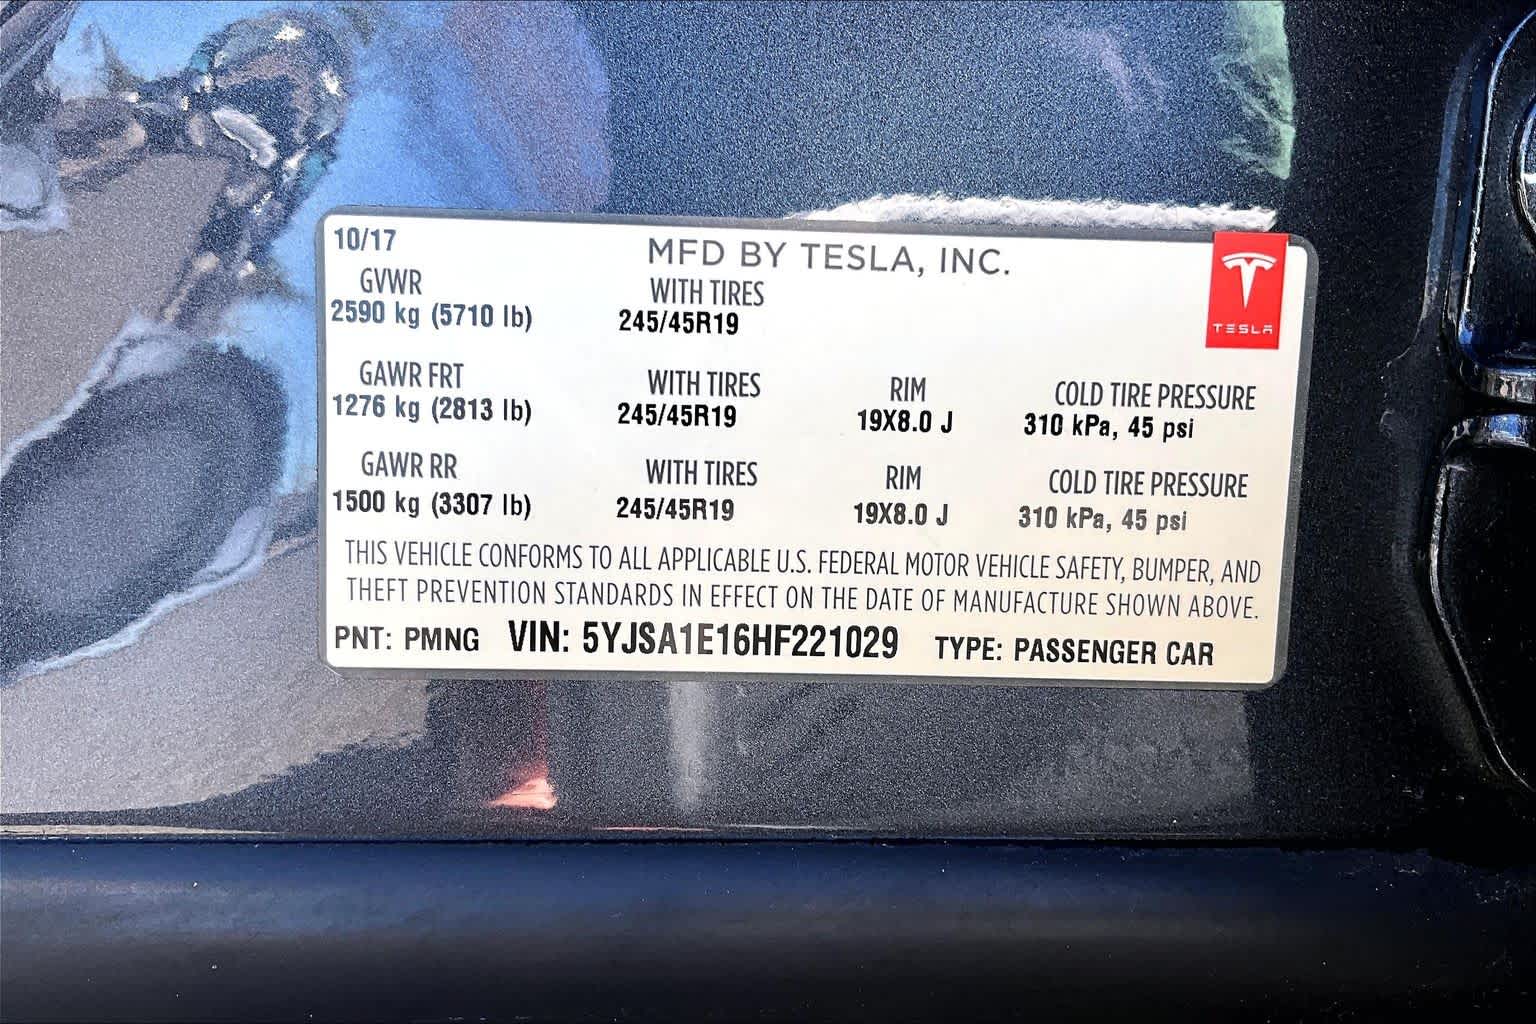 10/17
MFD BY TESLA, INC.
TESLA
GVWR WITH TIRES
2590 kg (5710 lb) 245/45R19
GAWR FRT WITH TIRES RIM COLD TIRE PRESSURE
1276 kg (2813 lb) 245/45R19 19X8.0 J 310 kPa, 45 psi
GAWR RR WITH TIRES RIM COLD TIRE PRESSURE
1500 kg (3307 lb) 245/45R19 19X8.0 J 310 kPa, 45 psi
THIS VEHICLE CONFORMS TO ALL APPLICABLE U.S. FEDERAL MOTOR VEHICLE SAFETY, BUMPER, AND
THEFT PREVENTION STANDARDS IN EFFECT ON THE DATE OF MANUFACTURE SHOWN ABOVE.
PNT: PMNG VIN: 5YJSA1E16HF221029 TYPE: PASSENGER CAR